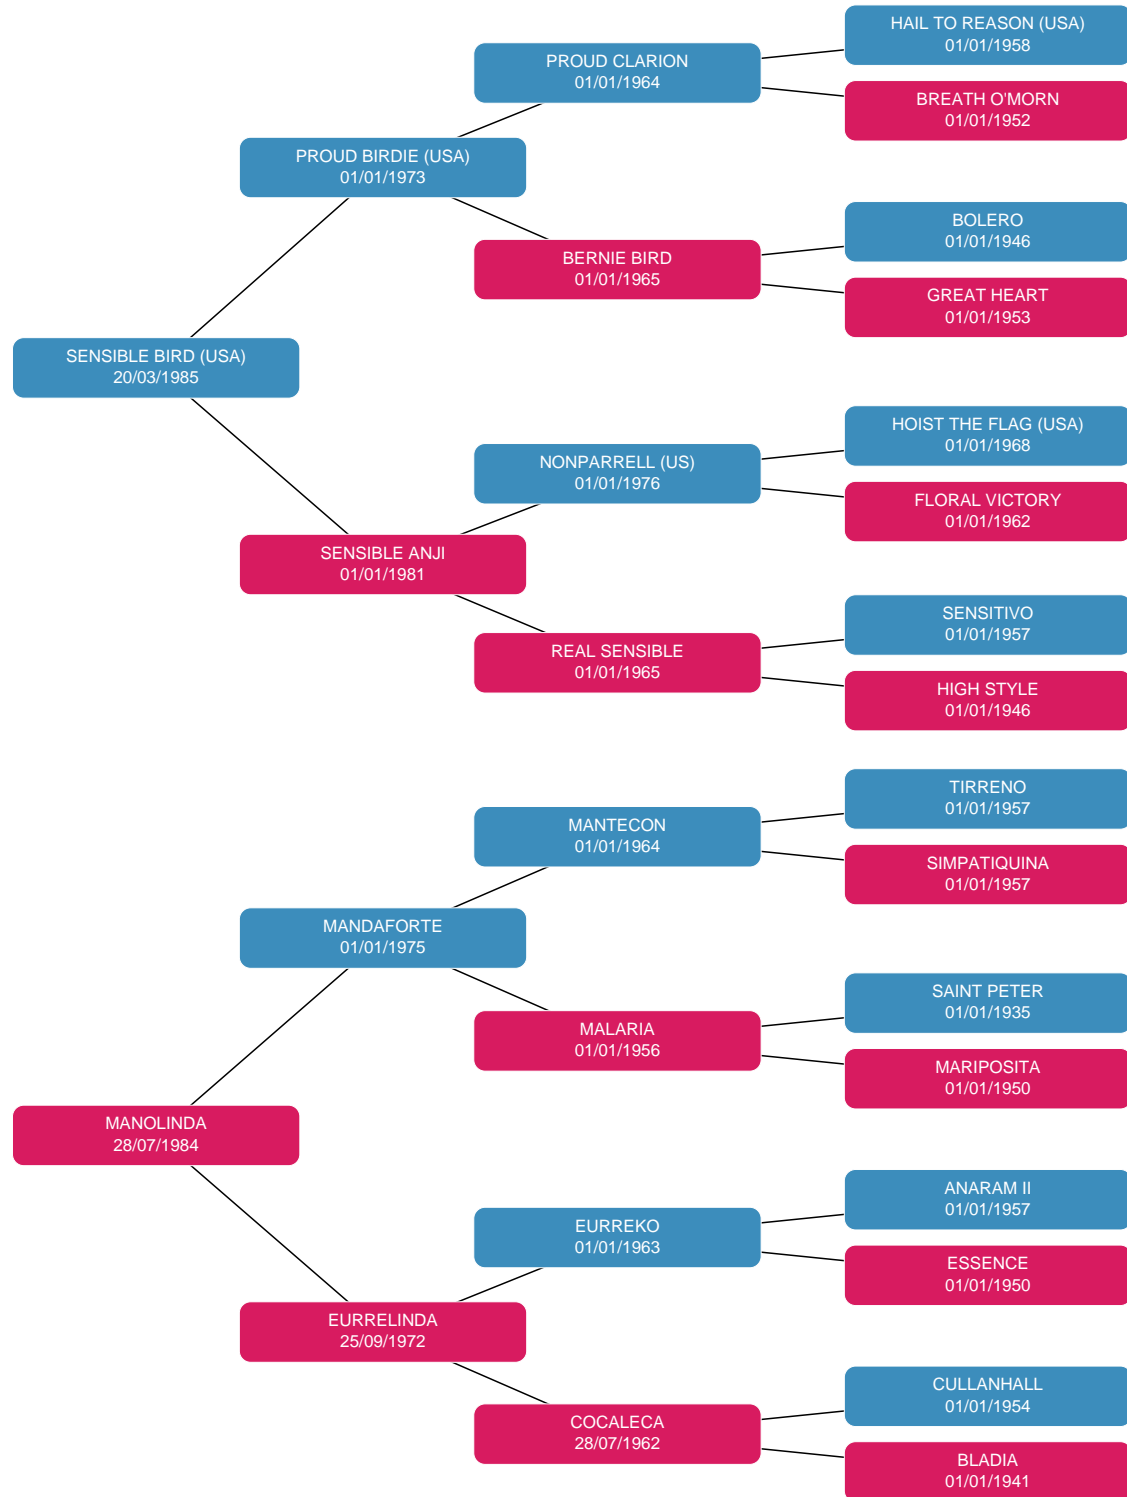 HAIL TO REASON (USA)
01/01/1958
PROUD CLARION
01/01/1964
BREATH O'MORN
01/01/1952
PROUD BIRDIE (USA)
01/01/1973
BOLERO
01/01/1946
BERNIE BIRD
01/01/1965
GREAT HEART
01/01/1953
SENSIBLE BIRD (USA)
20/03/1985
HOIST THE FLAG (USA)
01/01/1968
NONPARRELL (US)
01/01/1976
FLORAL VICTORY
01/01/1962
SENSIBLE ANJI
01/01/1981
SENSITIVO
01/01/1957
REAL SENSIBLE
01/01/1965
HIGH STYLE
01/01/1946
TIRRENO
01/01/1957
MANTECON
01/01/1964
SIMPATIQUINA
01/01/1957
MANDAFORTE
01/01/1975
SAINT PETER
01/01/1935
MALARIA
01/01/1956
MARIPOSITA
01/01/1950
MANOLINDA
28/07/1984
ANARAM II
01/01/1957
EURREKO
01/01/1963
ESSENCE
01/01/1950
EURRELINDA
25/09/1972
CULLANHALL
01/01/1954
COCALECA
28/07/1962
BLADIA
01/01/1941